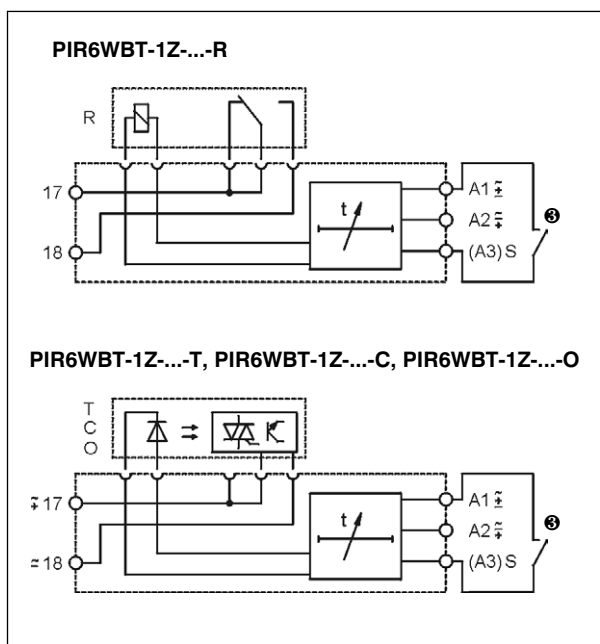 PIR6WBT-1Z-...-R
R
17
18
t
A1 ±
A2 ∓
(A3) S
❸
PIR6WBT-1Z-...-T, PIR6WBT-1Z-...-C, PIR6WBT-1Z-...-O
T
C
O
17
18
t
A1
A2
(A3) S
❸